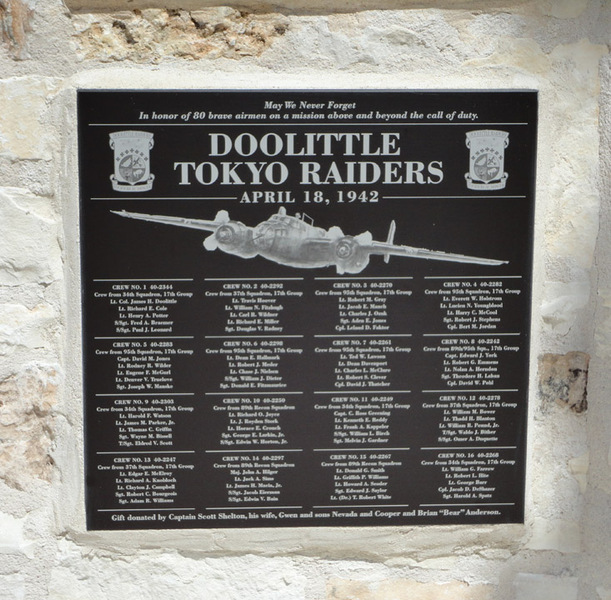 May We Never Forget
In honor of 80 brave airmen on a mission above and beyond the call of duty.
DOOLITTLE
TOKYO RAIDERS
APRIL 18, 1942
CREW NO. 1 40-2344
Crew from 34th Squadron, 17th Group
Lt. Col. James H. Doolittle
Lt. Richard E. Cole
Lt. Henry A. Potter
S/Sgt. Fred A. Braemer
S/Sgt. Paul J. Leonard
CREW NO. 2 40-2292
Crew from 37th Squadron, 17th Group
Lt. Travis Hoover
Lt. William N. Fitzhugh
Lt. Carl R. Wildner
Lt. Richard E. Miller
Sgt. Douglas V. Radney
CREW NO. 3 40-2270
Crew from 95th Squadron, 17th Group
Lt. Robert M. Gray
Lt. Jacob E. Manch
Lt. Charles J. Ozuk
Sgt. Aden E. Jones
Cpl. Leland D. Faktor
CREW NO. 4 40-2282
Crew from 95th Squadron, 17th Group
Lt. Everett W. Holstrom
Lt. Lucien N. Youngblood
Lt. Harry C. McCool
Sgt. Robert J. Stephens
Cpl. Bert M. Jordan
CREW NO. 5 40-2283
Crew from 95th Squadron, 17th Group
Capt. David M. Jones
Lt. Rodney R. Wilder
Lt. Eugene F. McGurl
Lt. Denver V. Truelove
Sgt. Joseph W. Manske
CREW NO. 6 40-2298
Crew from 95th Squadron, 17th Group
Lt. Dean E. Hallmark
Lt. Robert J. Meder
Lt. Chase J. Nielsen
S/Sgt. William J. Dieter
Sgt. Donald E. Fitzmaurice
CREW NO. 7 40-2261
Crew from 95th Squadron, 17th Group
Lt. Ted W. Lawson
Lt. Dean Davenport
Lt. Charles L. McClure
Lt. Robert S. Clever
Cpl. David J. Thatcher
CREW NO. 8 40-2242
Crew from 89th/95th Sqs., 17th Group
Capt. Edward J. York
Lt. Robert G. Emmens
Lt. Nolan A. Herndon
Sgt. Theodore H. Laban
Cpl. David W. Pohl
CREW NO. 9 40-2303
Crew from 34th Squadron, 17th Group
Lt. Harold F. Watson
Lt. James M. Parker, Jr.
Lt. Thomas C. Griffin
Sgt. Wayne M. Bissell
T/Sgt. Eldred V. Scott
CREW NO. 10 40-2250
Crew from 89th Recon Squadron
Lt. Richard O. Joyce
Lt. J. Royden Stork
Lt. Horace E. Crouch
Sgt. George E. Larkin, Jr.
S/Sgt. Edwin W. Horton, Jr.
CREW NO. 11 40-2249
Crew from 34th Squadron, 17th Group
Capt. C. Ross Greening
Lt. Kenneth E. Reddy
Lt. Frank A. Kappeler
S/Sgt. William L. Birch
Sgt. Melvin J. Gardner
CREW NO. 12 40-2278
Crew from 37th Squadron, 17th Group
Lt. William M. Bower
Lt. Thadd H. Blanton
Lt. William R. Pound, Jr.
T/Sgt. Waldo J. Bither
S/Sgt. Omer A. Duquette
CREW NO. 13 40-2247
Crew from 37th Squadron, 17th Group
Lt. Edgar E. McElroy
Lt. Richard A. Knobloch
Lt. Clayton J. Campbell
Sgt. Robert C. Bourgeois
Sgt. Adam R. Williams
CREW NO. 14 40-2297
Crew from 89th Recon Squadron
Maj. John A. Hilger
Lt. Jack A. Sims
Lt. James H. Macia, Jr.
S/Sgt. Jacob Eierman
S/Sgt. Edwin V. Bain
CREW NO. 15 40-2267
Crew from 89th Recon Squadron
Lt. Donald G. Smith
Lt. Griffith P. Williams
Lt. Howard A. Sessler
Sgt. Edward J. Saylor
Lt. (Dr.) T. Robert White
CREW NO. 16 40-2268
Crew from 34th Squadron, 17th Group
Lt. William G. Farrow
Lt. Robert L. Hite
Lt. George Barr
Cpl. Jacob D. DeShazer
Sgt. Harold A. Spatz
Gift donated by Captain Scott Shelton, his wife, Gwen and sons Nevada and Cooper and Brian "Bear" Anderson.